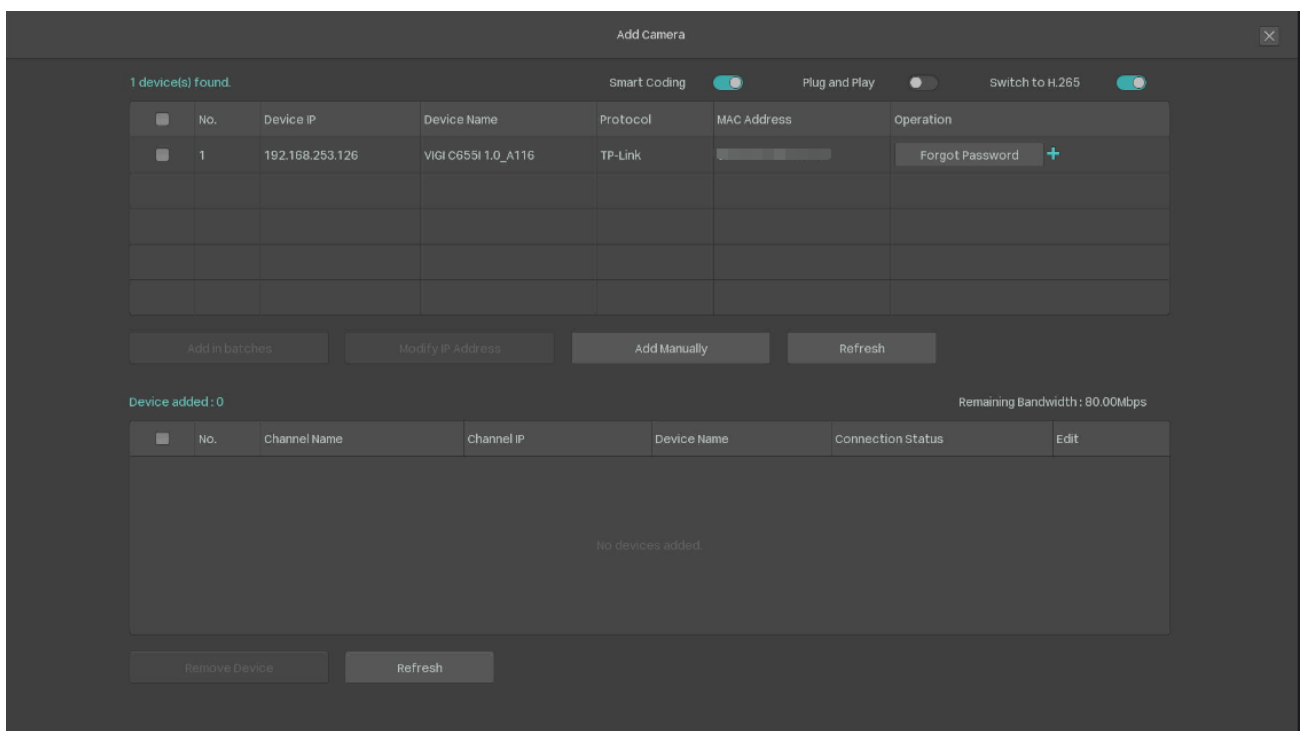 Add Camera
1 device(s) found. Smart Coding Plug and Play Switch to H.265
No. Device IP Device Name Protocol MAC Address Operation
1 192.168.253.126 VIGI C655I 1.0_A116 TP-Link Forgot Password +
Add in batches Modify IP Address Add Manually Refresh
Device added : 0 Remaining Bandwidth : 80.00Mbps
No. Channel Name Channel IP Device Name Connection Status Edit
No devices added.
Remove Device Refresh